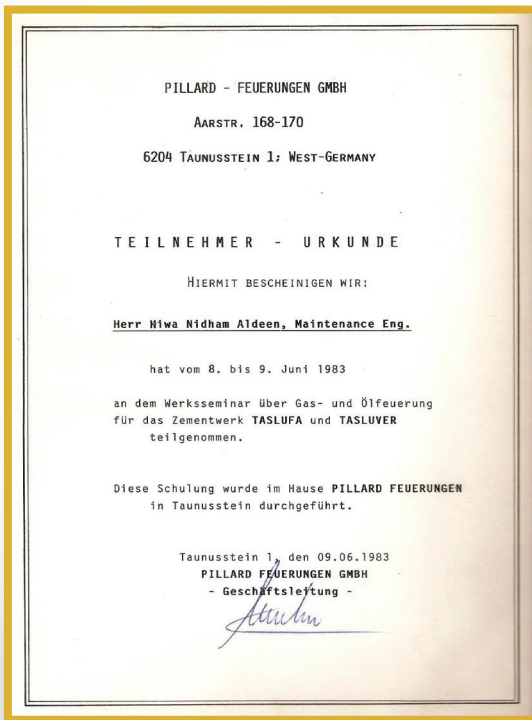 PILLARD - FEUERUNGEN GMBH
AARSTR. 168-170
6204 TAUNUSSTEIN 1; WEST-GERMANY
TEILNEHMER - URKUNDE
HIERMIT BESCHEINIGEN WIR:
Herr Hiwa Nidham Aldeen, Maintenance Eng.
hat vom 8. bis 9. Juni 1983
an dem Werksseminar über Gas- und Ölfeuerung
für das Zementwerk TASLUFA und TASLUVER
teilgenommen.
Diese Schulung wurde im Hause PILLARD FEUERUNGEN
in Taunusstein durchgeführt.
Taunusstein 1, den 09.06.1983
PILLARD FEUERUNGEN GMBH
- Geschäftsleitung -